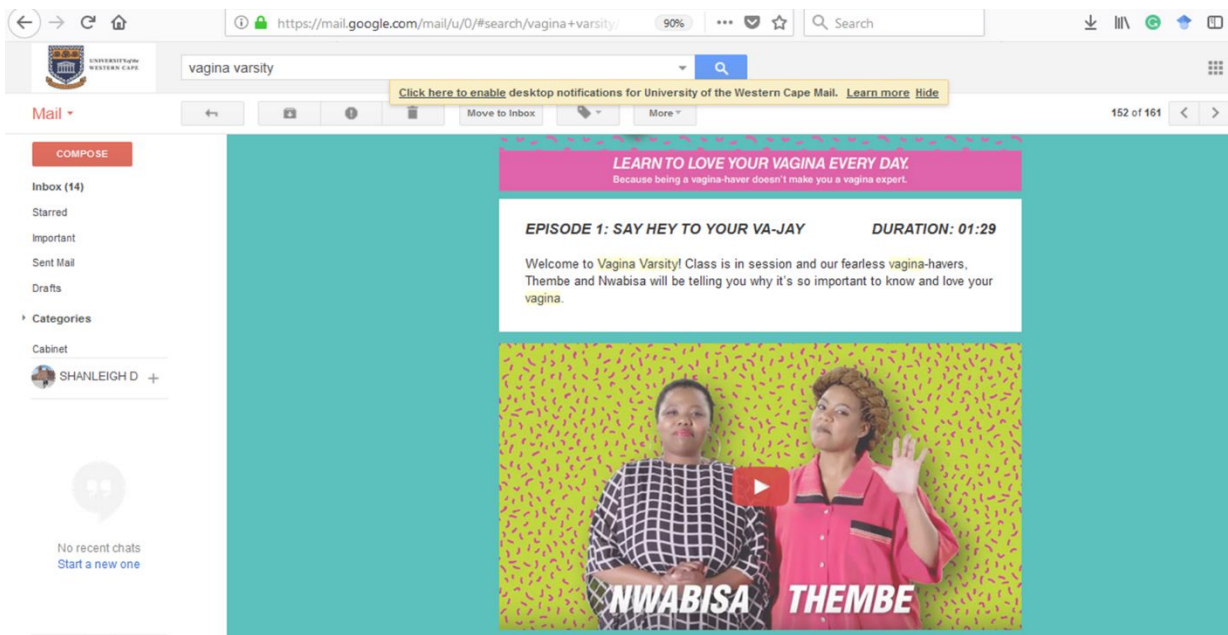 https://mail.google.com/mail/u/0/#search/vagina+varsity/
90%
Search
UNIVERSITY of the
WESTERN CAPE
vagina varsity
Click here to enable desktop notifications for University of the Western Cape Mail. Learn more Hide
Mail
Move to Inbox
More
152 of 161
COMPOSE
Inbox (14)
Starred
Important
Sent Mail
Drafts
Categories
Cabinet
SHANLEIGH D +
No recent chats
Start a new one
LEARN TO LOVE YOUR VAGINA EVERY DAY.
Because being a vagina-haver doesn't make you a vagina expert.
EPISODE 1: SAY HEY TO YOUR VA-JAY DURATION: 01:29
Welcome to Vagina Varsity! Class is in session and our fearless vagina-havers,
Thembe and Nwabisa will be telling you why it's so important to know and love your
vagina.
NWABISA THEMBE